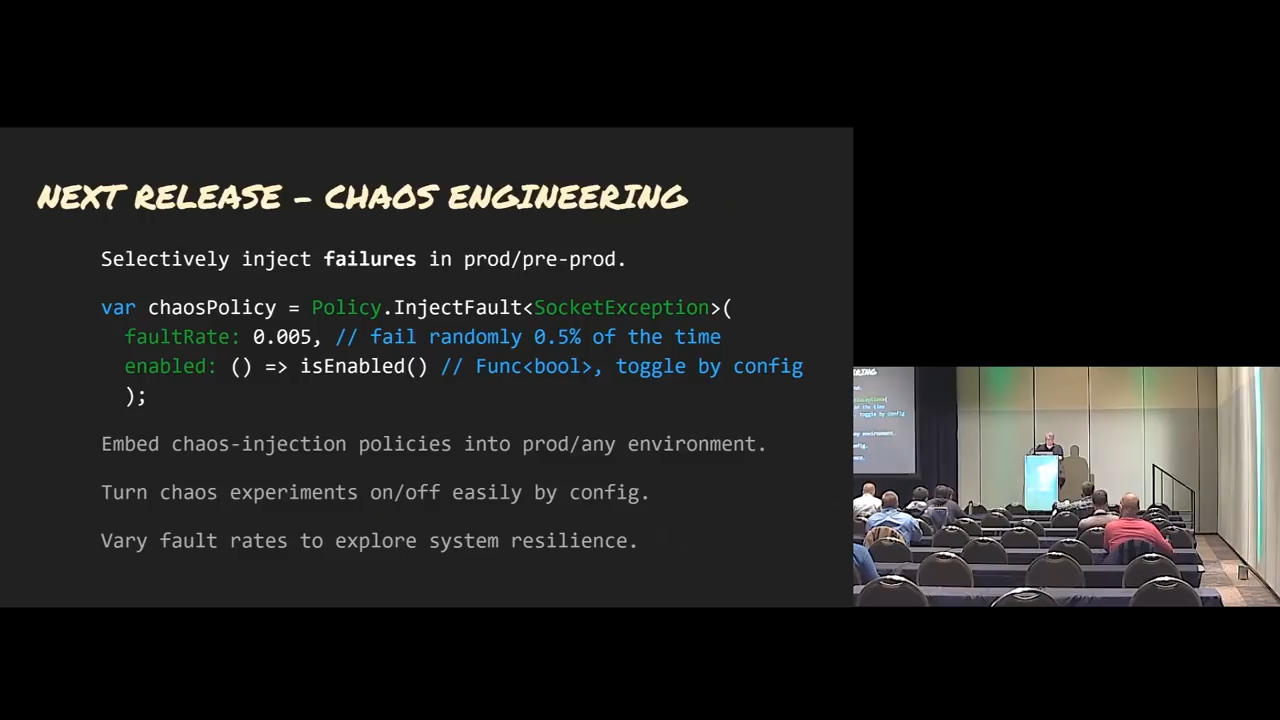 NEXT RELEASE - CHAOS ENGINEERING
Selectively inject failures in prod/pre-prod.
var chaosPolicy = Policy.InjectFault<SocketException>(
faultRate: 0.005, // fail randomly 0.5% of the time
enabled: () => isEnabled() // Func<bool>, toggle by config
);
Embed chaos-injection policies into prod/any environment.
Turn chaos experiments on/off easily by config.
Vary fault rates to explore system resilience.